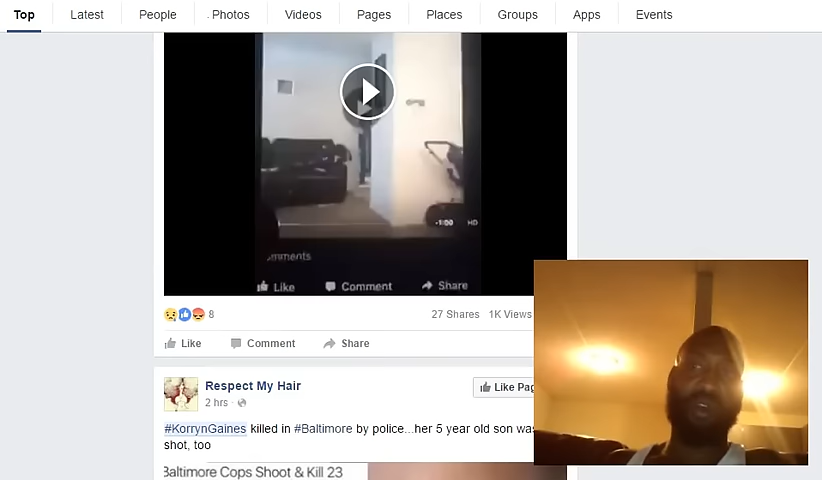 Top Latest People Photos Videos Pages Places Groups Apps Events
-1:00 HD
Like Comment Share
8 27 Shares 1K Views
Like Comment Share
Respect My Hair
Like Pag
2 hrs
#KorrynGaines killed in #Baltimore by police...her 5 year old son was
shot, too
Baltimore Cops Shoot & Kill 23